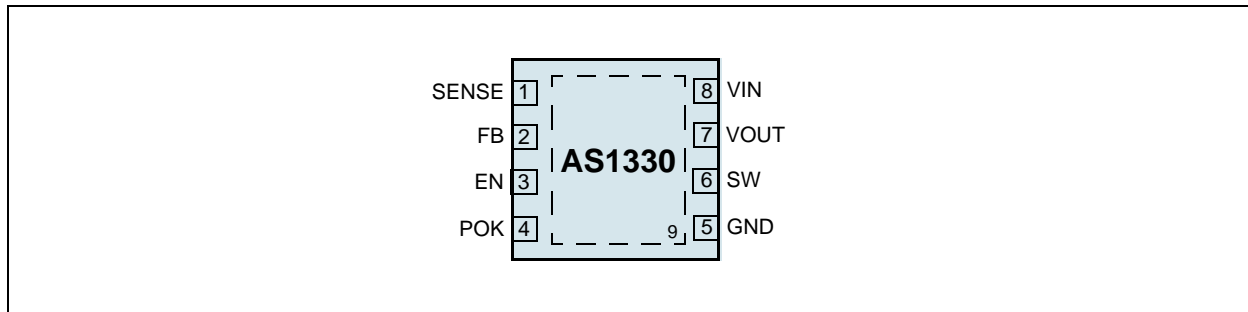 SENSE 1 8 VIN
FB 2 7 VOUT
AS1330
EN 3 6 SW
POK 4 9 5 GND